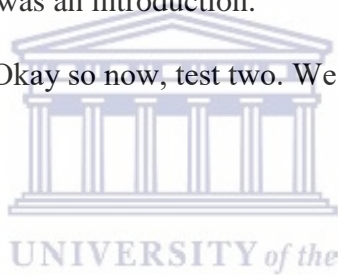 was an introduction.
Okay so now, test two. We
UNIVERSITY of the